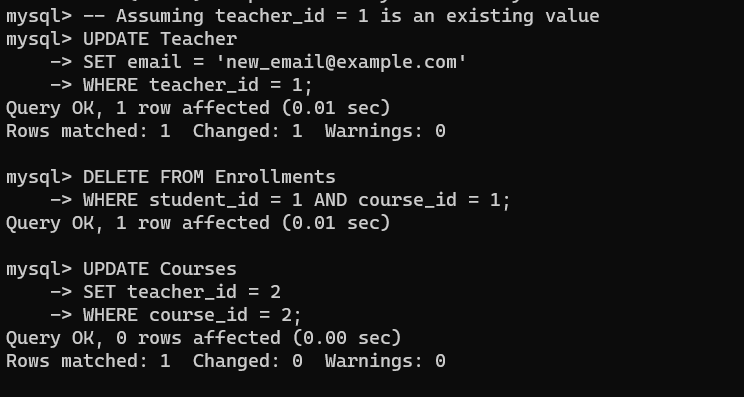 mysql> -- Assuming teacher_id = 1 is an existing value
mysql> UPDATE Teacher
    -> SET email = 'new_email@example.com'
    -> WHERE teacher_id = 1;
Query OK, 1 row affected (0.01 sec)
Rows matched: 1  Changed: 1  Warnings: 0

mysql> DELETE FROM Enrollments
    -> WHERE student_id = 1 AND course_id = 1;
Query OK, 1 row affected (0.01 sec)

mysql> UPDATE Courses
    -> SET teacher_id = 2
    -> WHERE course_id = 2;
Query OK, 0 rows affected (0.00 sec)
Rows matched: 1  Changed: 0  Warnings: 0